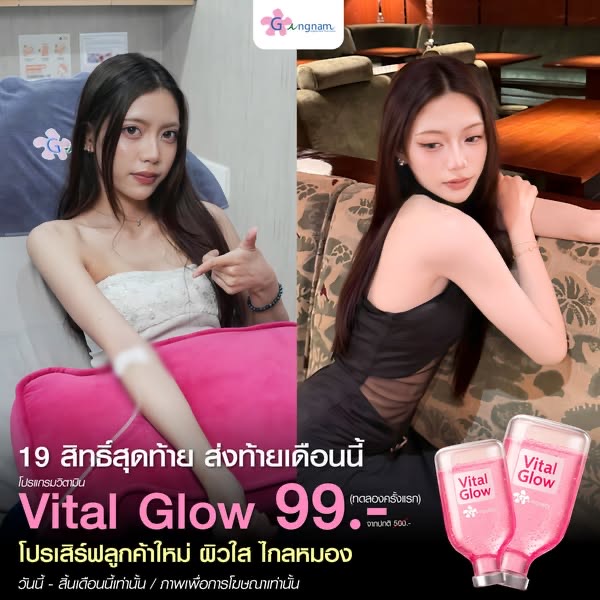 Gangnam
G
19 สิทธิ์สุดท้าย ส่งท้ายเดือนนี้
โปรแกรมวิตามิน
Vital Glow 99.-
(ทดลองครั้งแรก)
จากปกติ 500.-
โปรเสิร์ฟลูกค้าใหม่ ผิวใส ไกลหมอง
วันนี้ - สิ้นเดือนนี้เท่านั้น / ภาพเพื่อการโฆษณาเท่านั้น
Vital
Glow
Vital
Glow